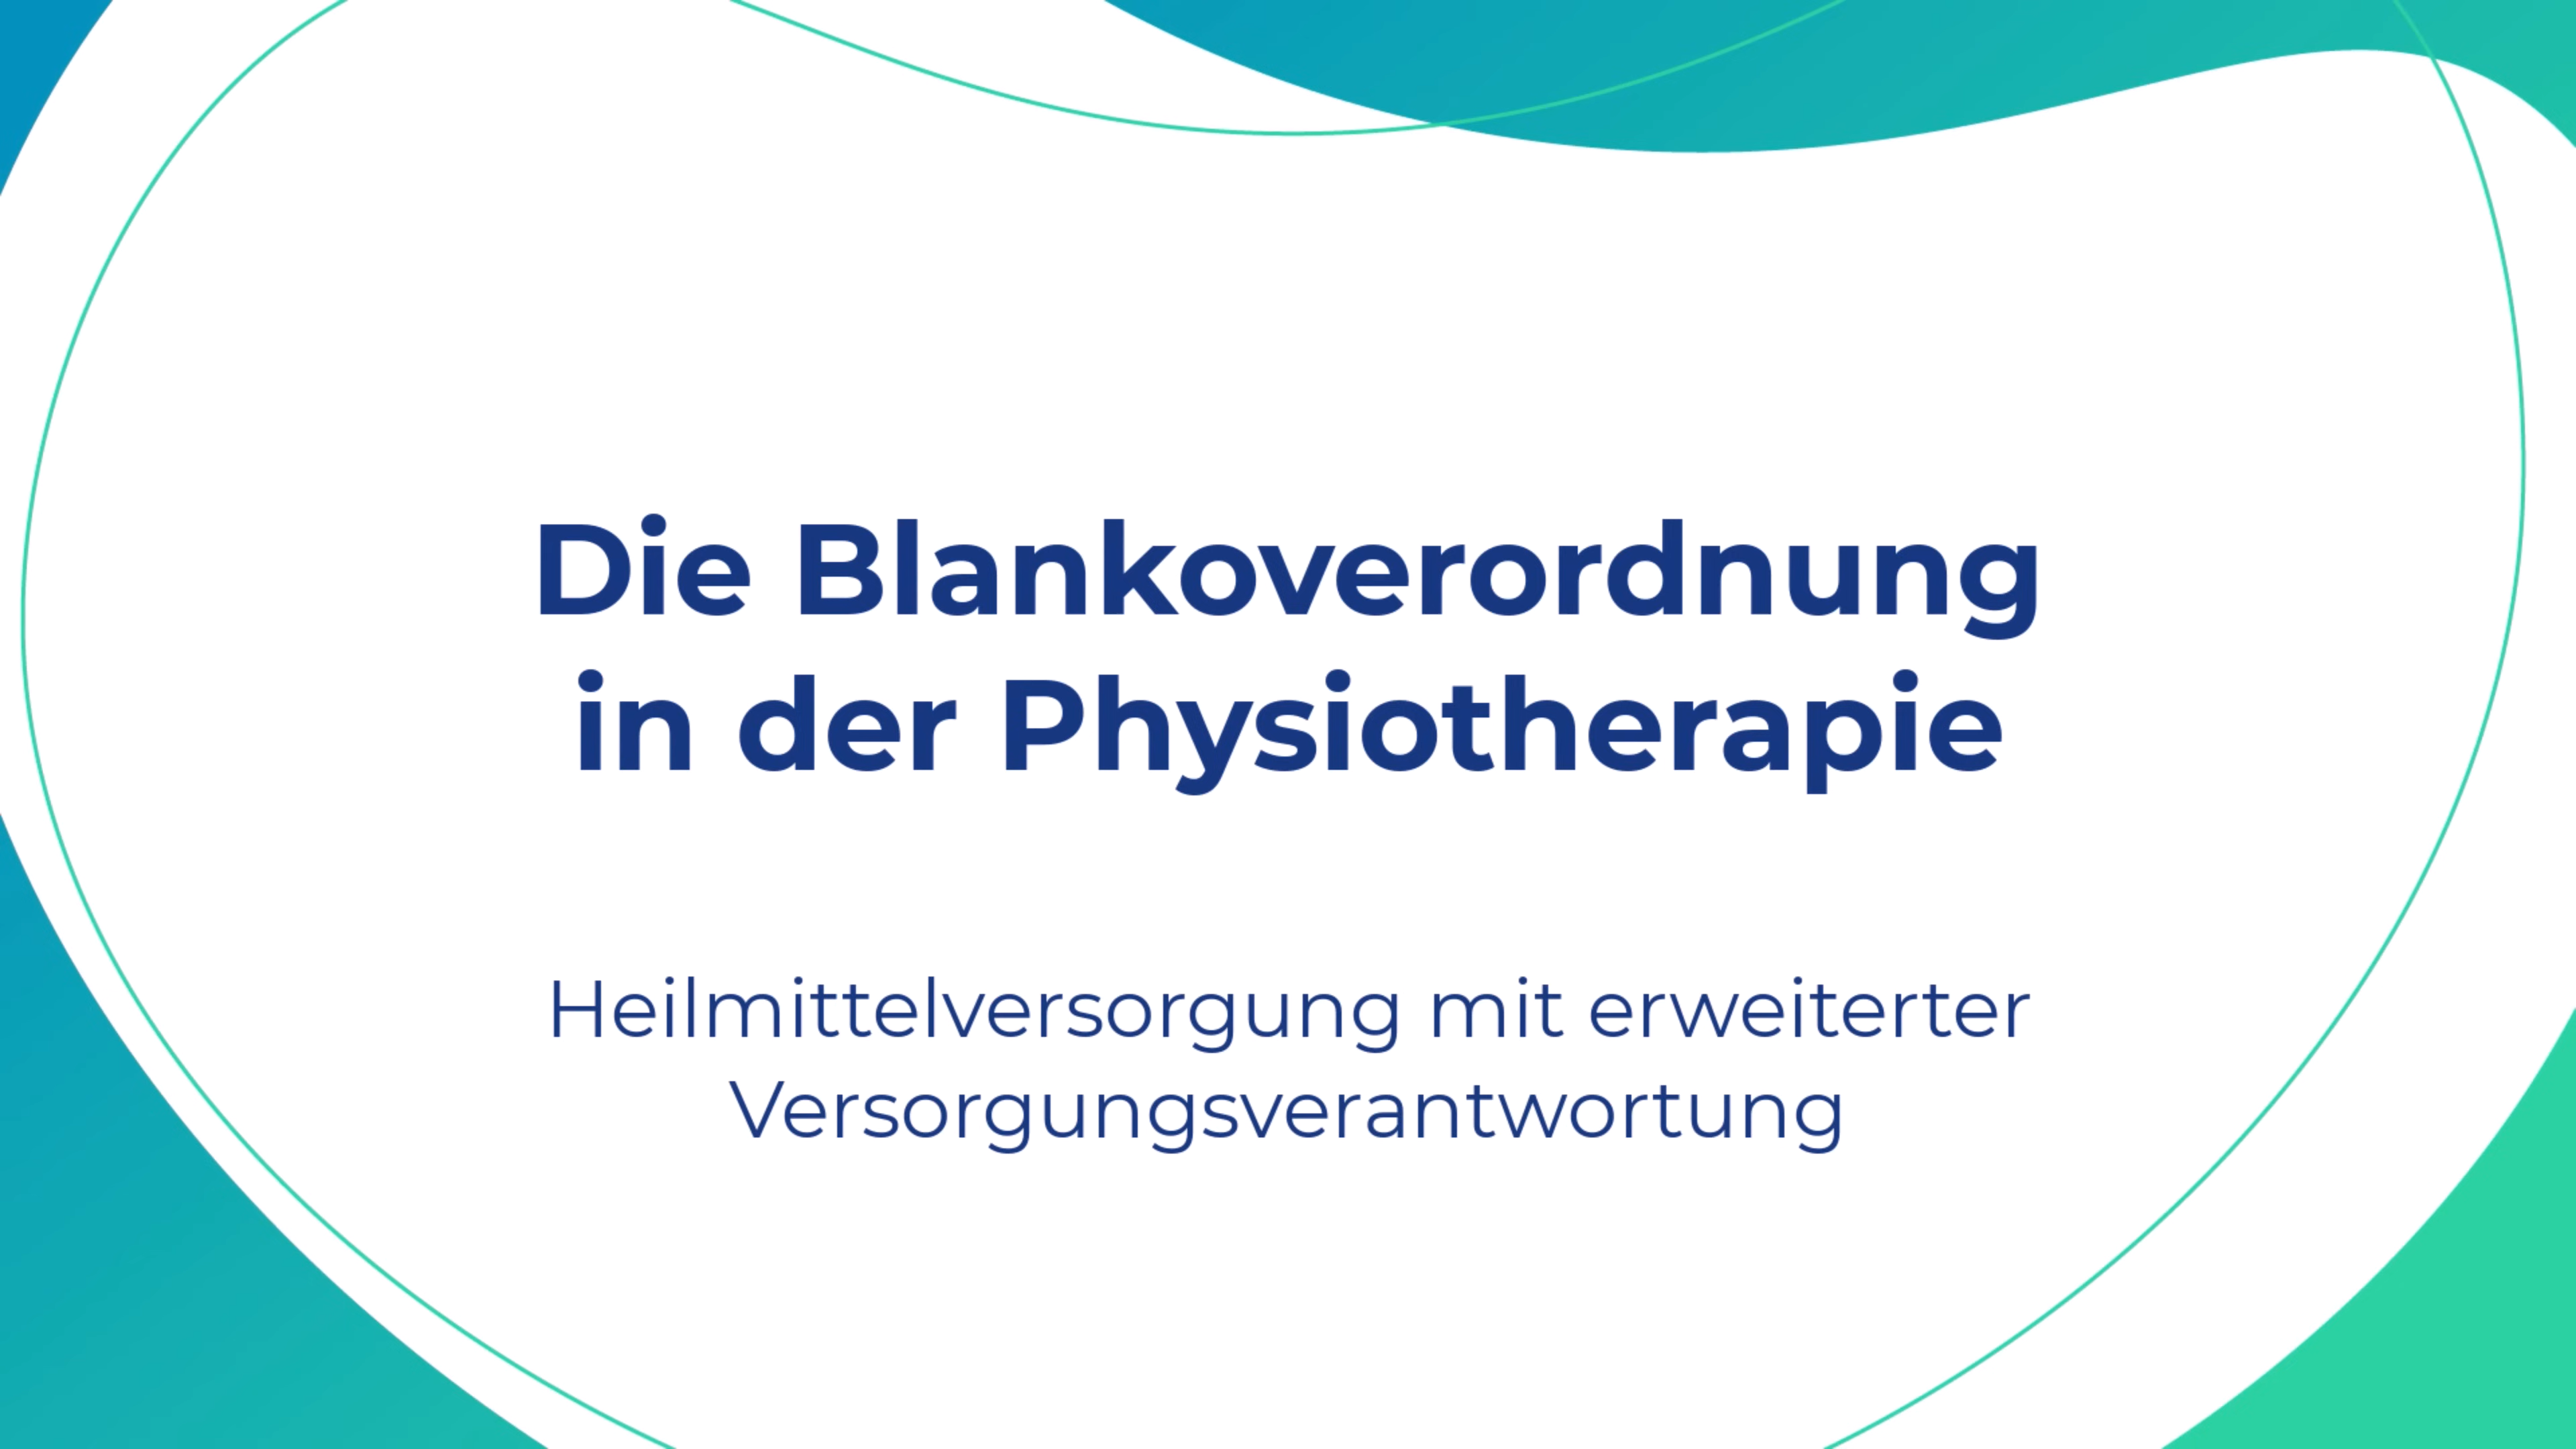 Die Blankoverordnung
in der Physiotherapie
Heilmittelversorgung mit erweiterter
Versorgungsverantwortung